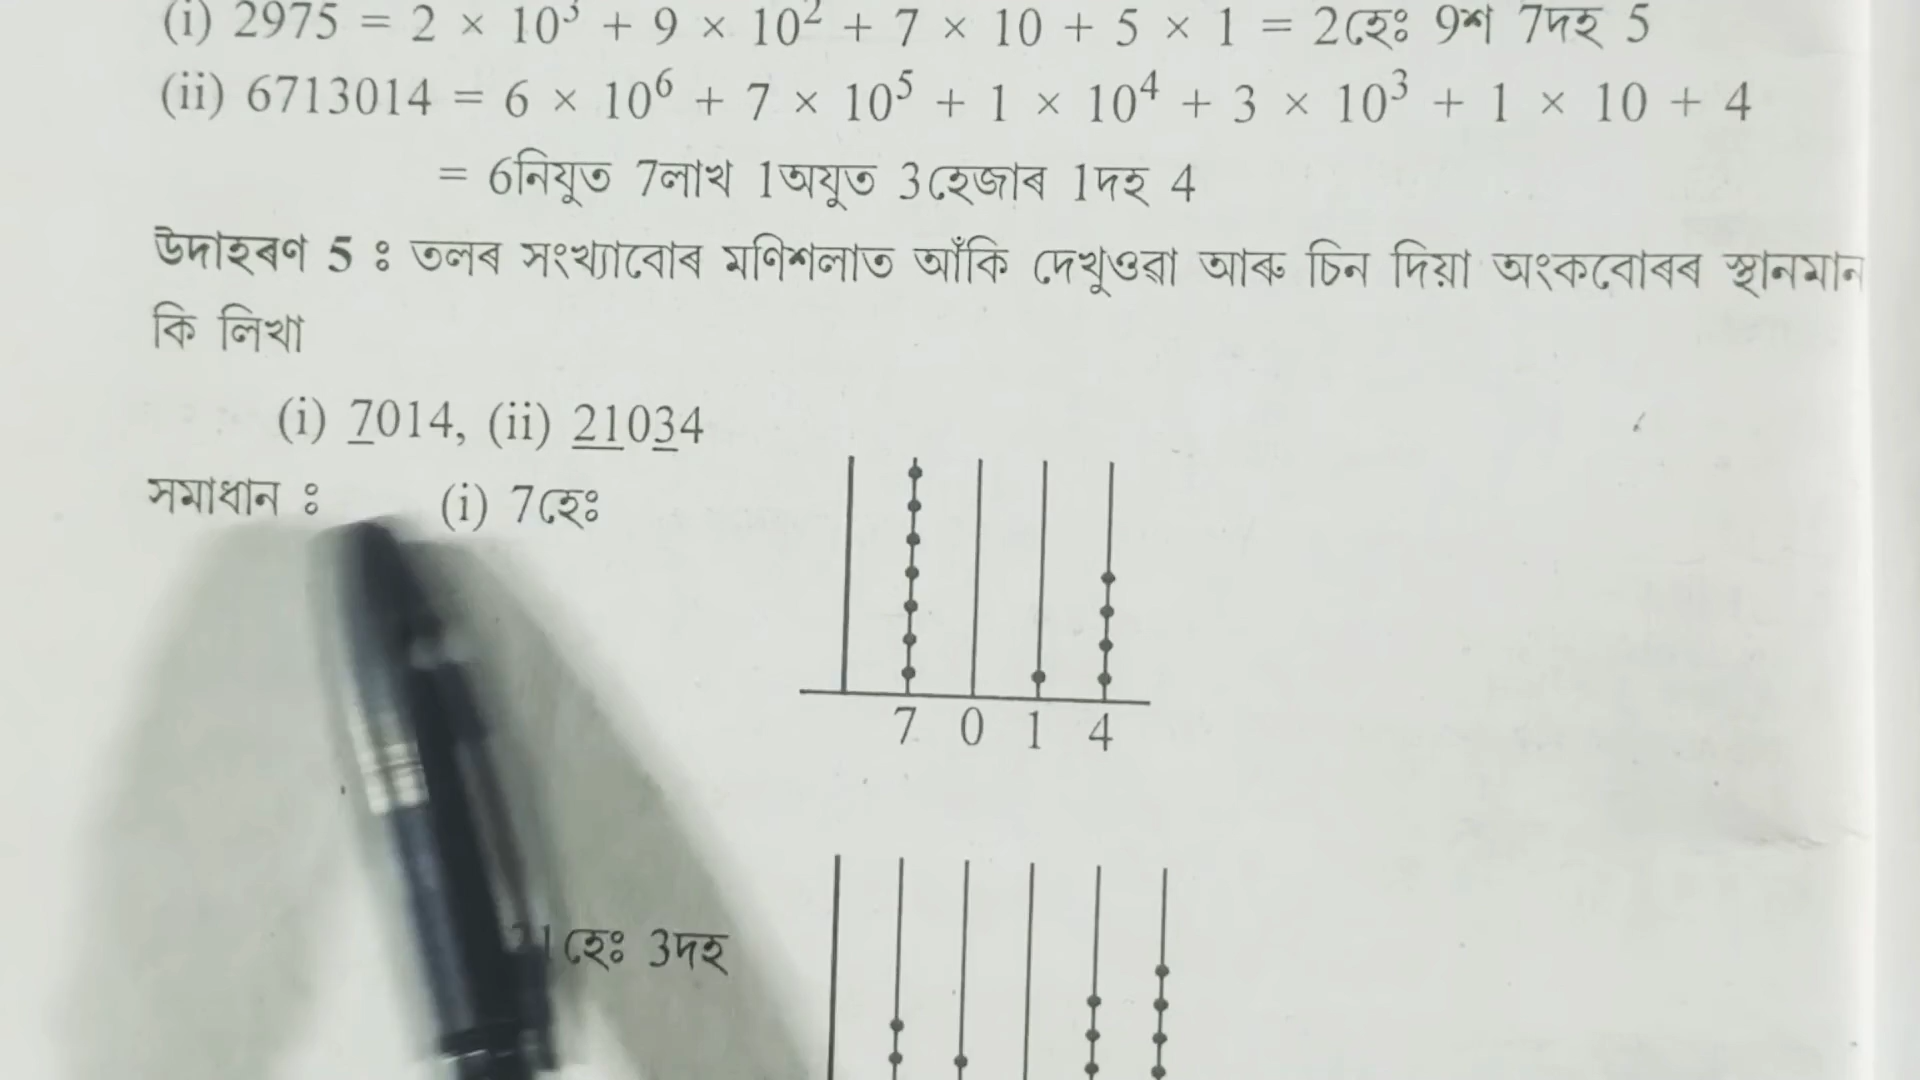 (i) 2975 = 2 × 10³ + 9 × 10² + 7 × 10 + 5 × 1 = 2হেঃ 9শ 7দহ 5
(ii) 6713014 = 6 × 10⁶ + 7 × 10⁵ + 1 × 10⁴ + 3 × 10³ + 1 × 10 + 4
= 6নিযুত 7লাখ 1অযুত 3হেজাৰ 1দহ 4
উদাহৰণ 5 ঃ তলৰ সংখ্যাবোৰ মণিশলাত আঁকি দেখুওৱা আৰু চিন দিয়া অংকবোৰৰ স্থানমান
কি লিখা
(i) 7014, (ii) 21034
সমাধান ঃ (i) 7হেঃ
7 0 1 4
1হেঃ 3দহ